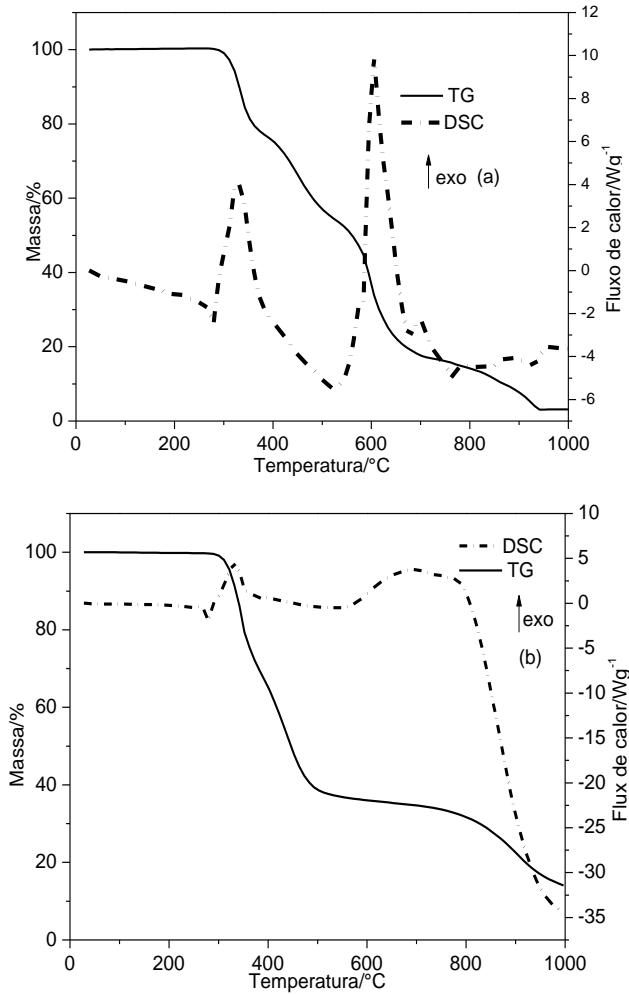 12
10
8
6
4
2
0
-2
-4
-6
Fluxo de calor/Wg⁻¹
100
80
60
40
20
0
Massa/%
TG
DSC
exo (a)
0 200 400 600 800 1000
Temperatura/°C
10
5
0
-5
-10
-15
-20
-25
-30
-35
Flux de calor/Wg⁻¹
100
80
60
40
20
0
Massa/%
DSC
TG
exo
(b)
0 200 400 600 800 1000
Temperatura/°C